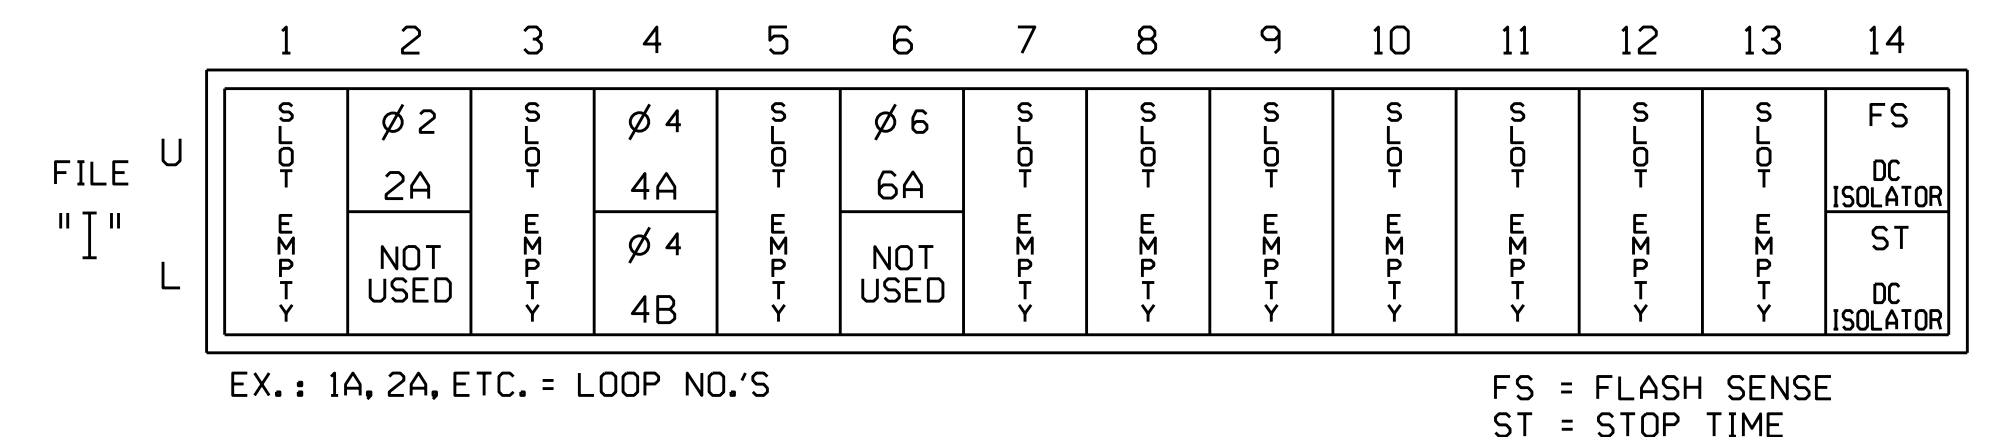 1 2 3 4 5 6 7 8 9 10 11 12 13 14
FILE
"I"
U
L
SLOT EMPTY
Ø 2
2A
NOT
USED
SLOT EMPTY
Ø 4
4A
Ø 4
4B
SLOT EMPTY
Ø 6
6A
NOT
USED
SLOT EMPTY
SLOT EMPTY
SLOT EMPTY
SLOT EMPTY
SLOT EMPTY
SLOT EMPTY
SLOT EMPTY
FS
DC
ISOLATOR
ST
DC
ISOLATOR
EX.: 1A, 2A, ETC. = LOOP NO.'S
FS = FLASH SENSE
ST = STOP TIME